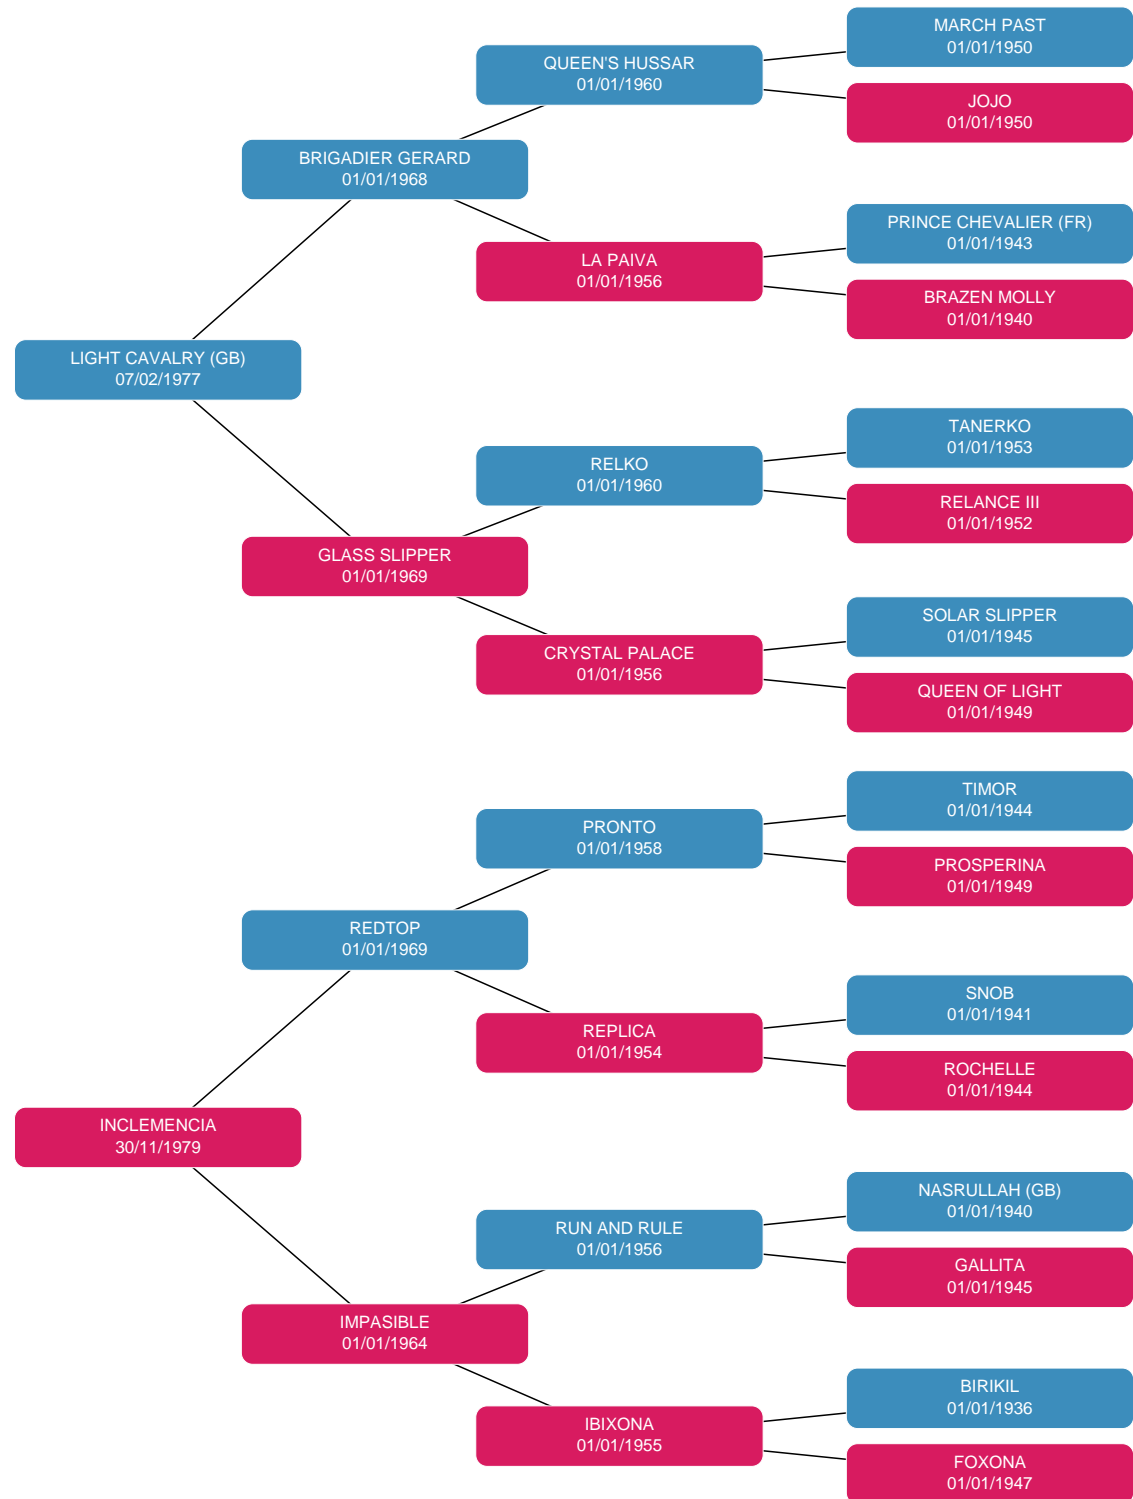 MARCH PAST
01/01/1950
QUEEN'S HUSSAR
01/01/1960
JOJO
01/01/1950
BRIGADIER GERARD
01/01/1968
PRINCE CHEVALIER (FR)
01/01/1943
LA PAIVA
01/01/1956
BRAZEN MOLLY
01/01/1940
LIGHT CAVALRY (GB)
07/02/1977
TANERKO
01/01/1953
RELKO
01/01/1960
RELANCE III
01/01/1952
GLASS SLIPPER
01/01/1969
SOLAR SLIPPER
01/01/1945
CRYSTAL PALACE
01/01/1956
QUEEN OF LIGHT
01/01/1949
TIMOR
01/01/1944
PRONTO
01/01/1958
PROSPERINA
01/01/1949
REDTOP
01/01/1969
SNOB
01/01/1941
REPLICA
01/01/1954
ROCHELLE
01/01/1944
INCLEMENCIA
30/11/1979
NASRULLAH (GB)
01/01/1940
RUN AND RULE
01/01/1956
GALLITA
01/01/1945
IMPASIBLE
01/01/1964
BIRIKIL
01/01/1936
IBIXONA
01/01/1955
FOXONA
01/01/1947